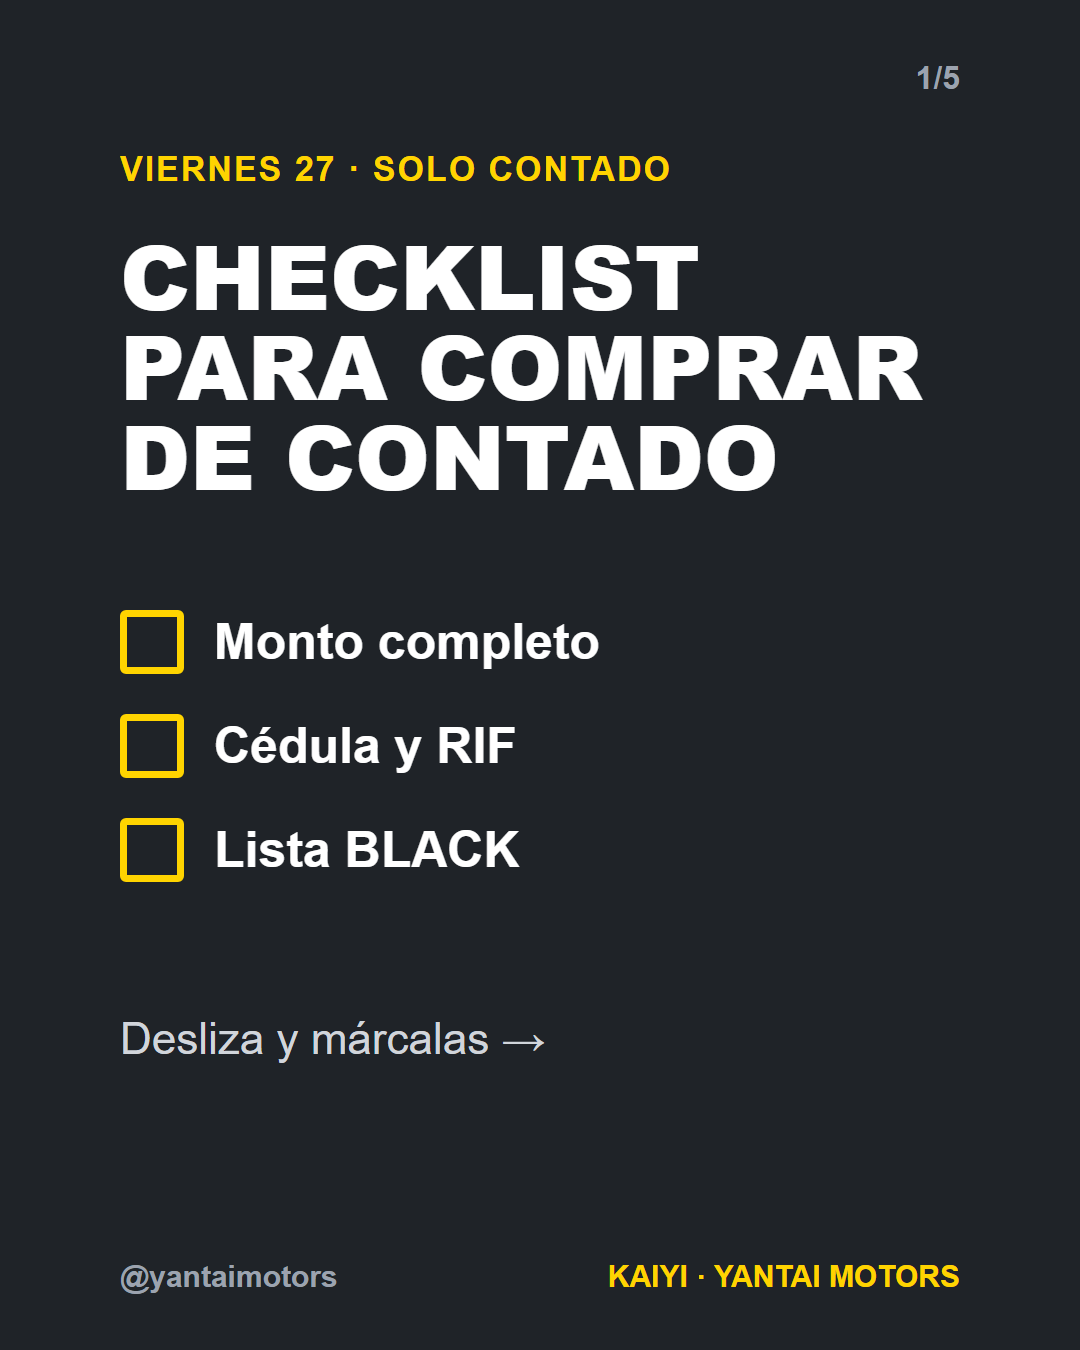 1/5
VIERNES 27 · SOLO CONTADO
CHECKLIST
PARA COMPRAR
DE CONTADO
Monto completo
Cédula y RIF
Lista BLACK
Desliza y márcalas →
@yantaimotors
KAIYI · YANTAI MOTORS